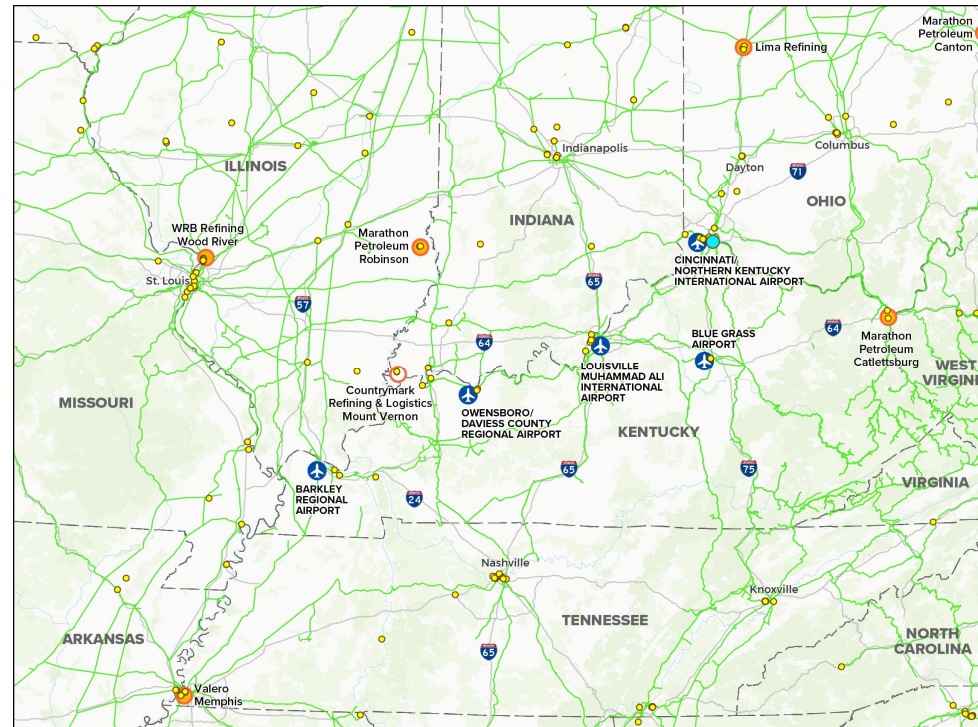 Marathon
Petroleum
Canton
Lima Refining
Indianapolis
Columbus
Dayton
ILLINOIS
71
OHIO
INDIANA
WRB Refining
Wood River
Marathon
Petroleum
Robinson
CINCINNATI/
NORTHERN KENTUCKY
INTERNATIONAL AIRPORT
St. Louis
65
57
64
BLUE GRASS
AIRPORT
64
Marathon
Petroleum
Catlettsburg
LOUISVILLE
MUHAMMAD ALI
INTERNATIONAL
AIRPORT
WEST
VIRGINI
Countrymark
Refining & Logistics
Mount Vernon
MISSOURI
OWENSBORO/
DAVIESS COUNTY
REGIONAL AIRPORT
KENTUCKY
65
75
VIRGINIA
BARKLEY
REGIONAL
AIRPORT
24
Nashville
Knoxville
TENNESSEE
ARKANSAS
NORTH
CAROLINA
65
Valero
Memphis